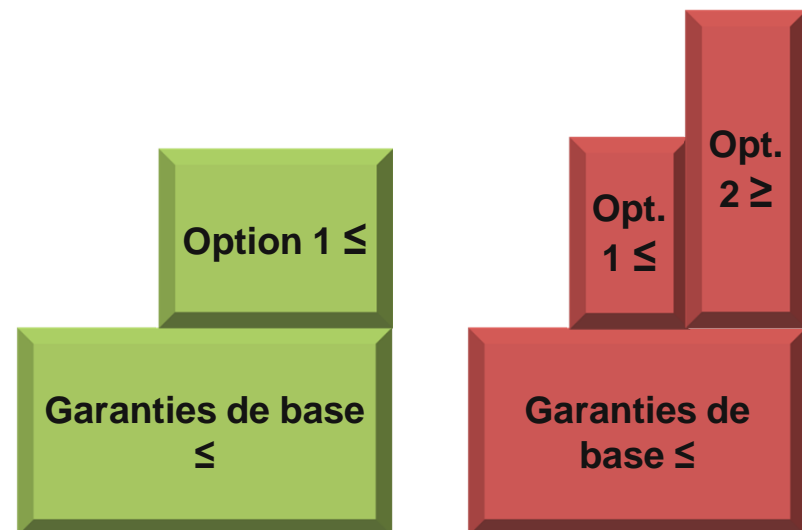 Option 1 ≤
Garanties de base
≤
Opt.
1 ≤
Opt.
2 ≥
Garanties de
base ≤